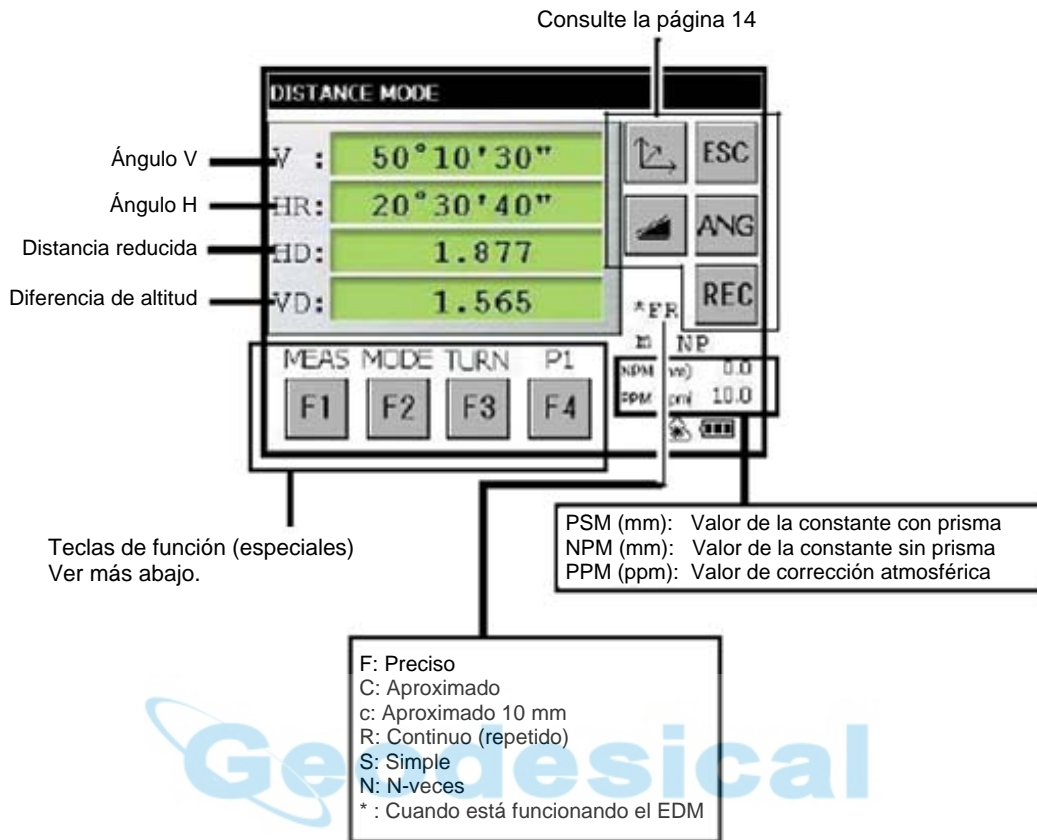 Consulte la página 14
DISTANCE MODE
Ángulo V
V : 50°10'30"
ESC
Ángulo H
HR: 20°30'40"
ANG
Distancia reducida
HD: 1.877
Diferencia de altitud
VD: 1.565
REC
*FR
m NP
MEAS MODE TURN P1
NPM 0.0
PPM 10.0
F1 F2 F3 F4
Teclas de función (especiales)
Ver más abajo.
PSM (mm): Valor de la constante con prisma
NPM (mm): Valor de la constante sin prisma
PPM (ppm): Valor de corrección atmosférica
F: Preciso
C: Aproximado
c: Aproximado 10 mm
R: Continuo (repetido)
S: Simple
N: N-veces
* : Cuando está funcionando el EDM
Geodesical